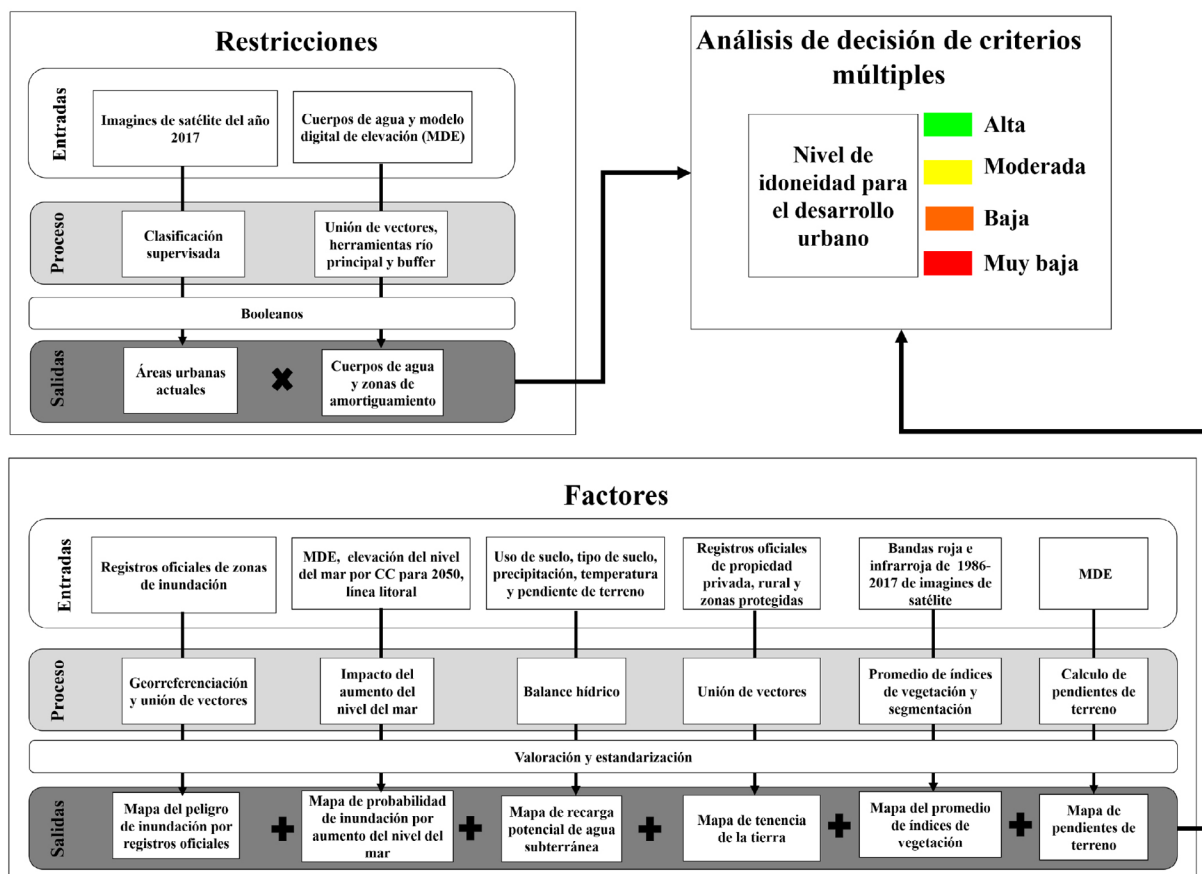 Restricciones
Entradas
Imagines de satélite del año
2017
Cuerpos de agua y modelo
digital de elevación (MDE)
Proceso
Clasificación
supervisada
Unión de vectores,
herramientas río
principal y buffer
Booleanos
Salidas
Áreas urbanas
actuales
Cuerpos de agua
y zonas de
amortiguamiento
Análisis de decisión de criterios
múltiples
Nivel de
idoneidad para
el desarrollo
urbano
Alta
Moderada
Baja
Muy baja
Factores
Entradas
Registros oficiales de zonas
de inundación
MDE, elevación del nivel
del mar por CC para 2050,
línea litoral
Uso de suelo, tipo de suelo,
precipitación, temperatura
y pendiente de terreno
Registros oficiales
de propiedad
privada, rural y
zonas protegidas
Bandas roja e
infrarroja de 1986-
2017 de imagines de
satélite
MDE
Proceso
Georreferenciación
y unión de vectores
Impacto del
aumento del
nivel del mar
Balance hídrico
Unión de vectores
Promedio de índices
de vegetación y
segmentación
Calculo de
pendientes de
terreno
Valoración y estandarización
Salidas
Mapa del peligro
de inundación por
registros oficiales
Mapa de probabilidad
de inundación por
aumento del nivel del
mar
Mapa de recarga
potencial de agua
subterránea
Mapa de tenencia
de la tierra
Mapa del promedio
de índices de
vegetación
Mapa de
pendientes de
terreno